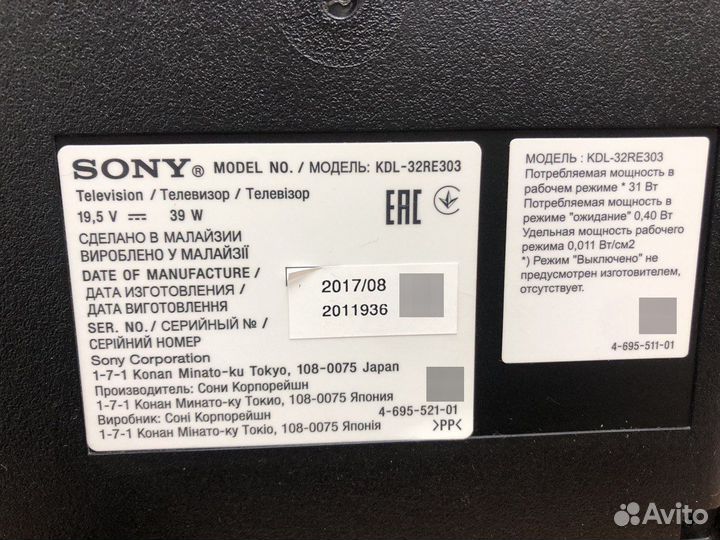 SONY® MODEL NO. / МОДЕЛЬ: KDL-32RE303
Television / Телевизор / Телевізор
19,5 V ⎓ 39 W
EAC
СДЕЛАНО В МАЛАЙЗИИ
ВИРОБЛЕНО У МАЛАЙЗІЇ
DATE OF MANUFACTURE /
ДАТА ИЗГОТОВЛЕНИЯ /
ДАТА ВИГОТОВЛЕННЯ
2017/08
SER. NO. / СЕРИЙНЫЙ № /
СЕРІЙНИЙ НОМЕР
2011936
Sony Corporation
1-7-1 Konan Minato-ku Tokyo, 108-0075 Japan
Производитель: Сони Корпорейшн
1-7-1 Конан Минато-ку Токио, 108-0075 Япония
Виробник: Соні Корпорейшн
1-7-1 Конан Мінато-ку Токіо, 108-0075 Японія
4-695-521-01
>PP<
МОДЕЛЬ : KDL-32RE303
Потребляемая мощность в
рабочем режиме * 31 Вт
Потребляемая мощность в
режиме "ожидание" 0,40 Вт
Удельная мощность рабочего
режима 0,011 Вт/см2
*) Режим "Выключено" не
предусмотрен изготовителем,
отсутствует.
4-695-511-01
Avito